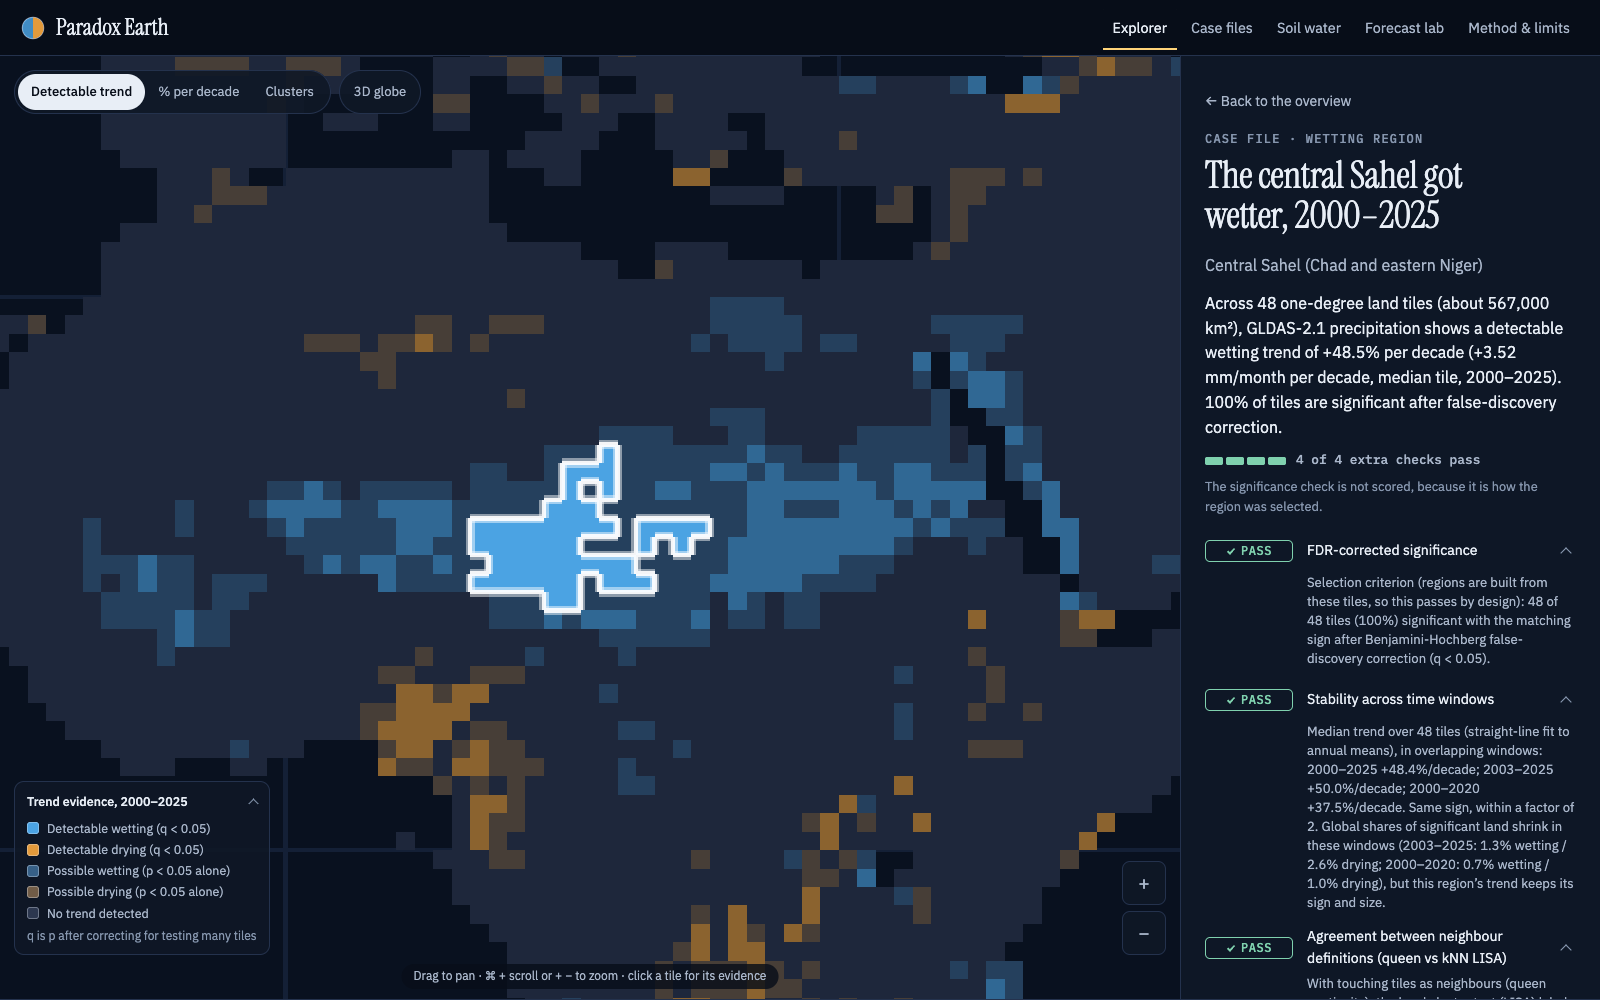 Paradox Earth
Explorer
Case files
Soil water
Forecast lab
Method & limits
Detectable trend
% per decade
Clusters
3D globe
← Back to the overview
CASE FILE · WETTING REGION
The central Sahel got
wetter, 2000–2025
Central Sahel (Chad and eastern Niger)
Across 48 one-degree land tiles (about 567,000
km²), GLDAS-2.1 precipitation shows a detectable
wetting trend of +48.5% per decade (+3.52
mm/month per decade, median tile, 2000–2025).
100% of tiles are significant after false-discovery
correction.
4 of 4 extra checks pass
The significance check is not scored, because it is how the
region was selected.
✓ PASS
FDR-corrected significance
Selection criterion (regions are built from
these tiles, so this passes by design): 48 of
48 tiles (100%) significant with the matching
sign after Benjamini-Hochberg false-
discovery correction (q < 0.05).
✓ PASS
Stability across time windows
Median trend over 48 tiles (straight-line fit to
annual means), in overlapping windows:
2000–2025 +48.4%/decade; 2003–2025
+50.0%/decade; 2000–2020
+37.5%/decade. Same sign, within a factor of
2. Global shares of significant land shrink in
these windows (2003–2025: 1.3% wetting /
2.6% drying; 2000–2020: 0.7% wetting /
1.0% drying), but this region's trend keeps its
sign and size.
✓ PASS
Agreement between neighbour
definitions (queen vs kNN LISA)
With touching tiles as neighbours (queen
Trend evidence, 2000–2025
Detectable wetting (q < 0.05)
Detectable drying (q < 0.05)
Possible wetting (p < 0.05 alone)
Possible drying (p < 0.05 alone)
No trend detected
q is p after correcting for testing many tiles
+
−
Drag to pan · ⌘ + scroll or + − to zoom · click a tile for its evidence